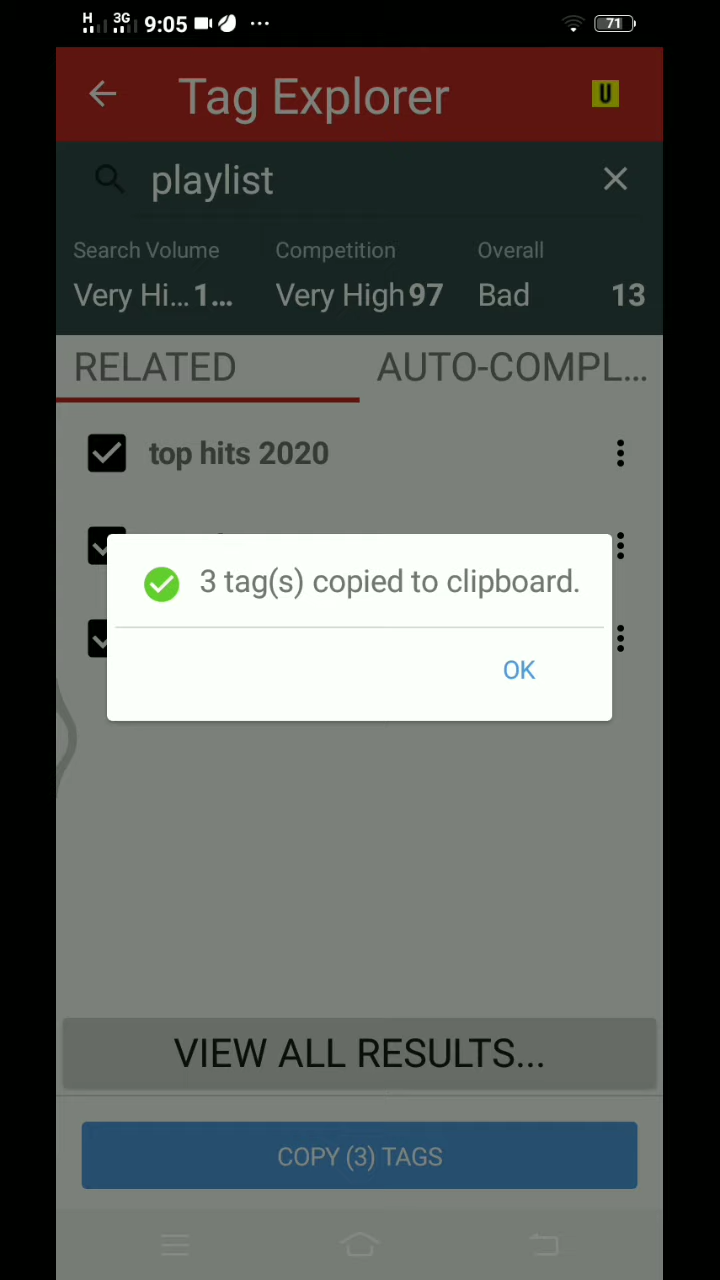 H 3G 9:05 ... 71
Tag Explorer U
playlist
Search Volume Competition Overall
Very Hi... 1... Very High 97 Bad 13
RELATED AUTO-COMPL...
top hits 2020
3 tag(s) copied to clipboard.
OK
VIEW ALL RESULTS...
COPY (3) TAGS